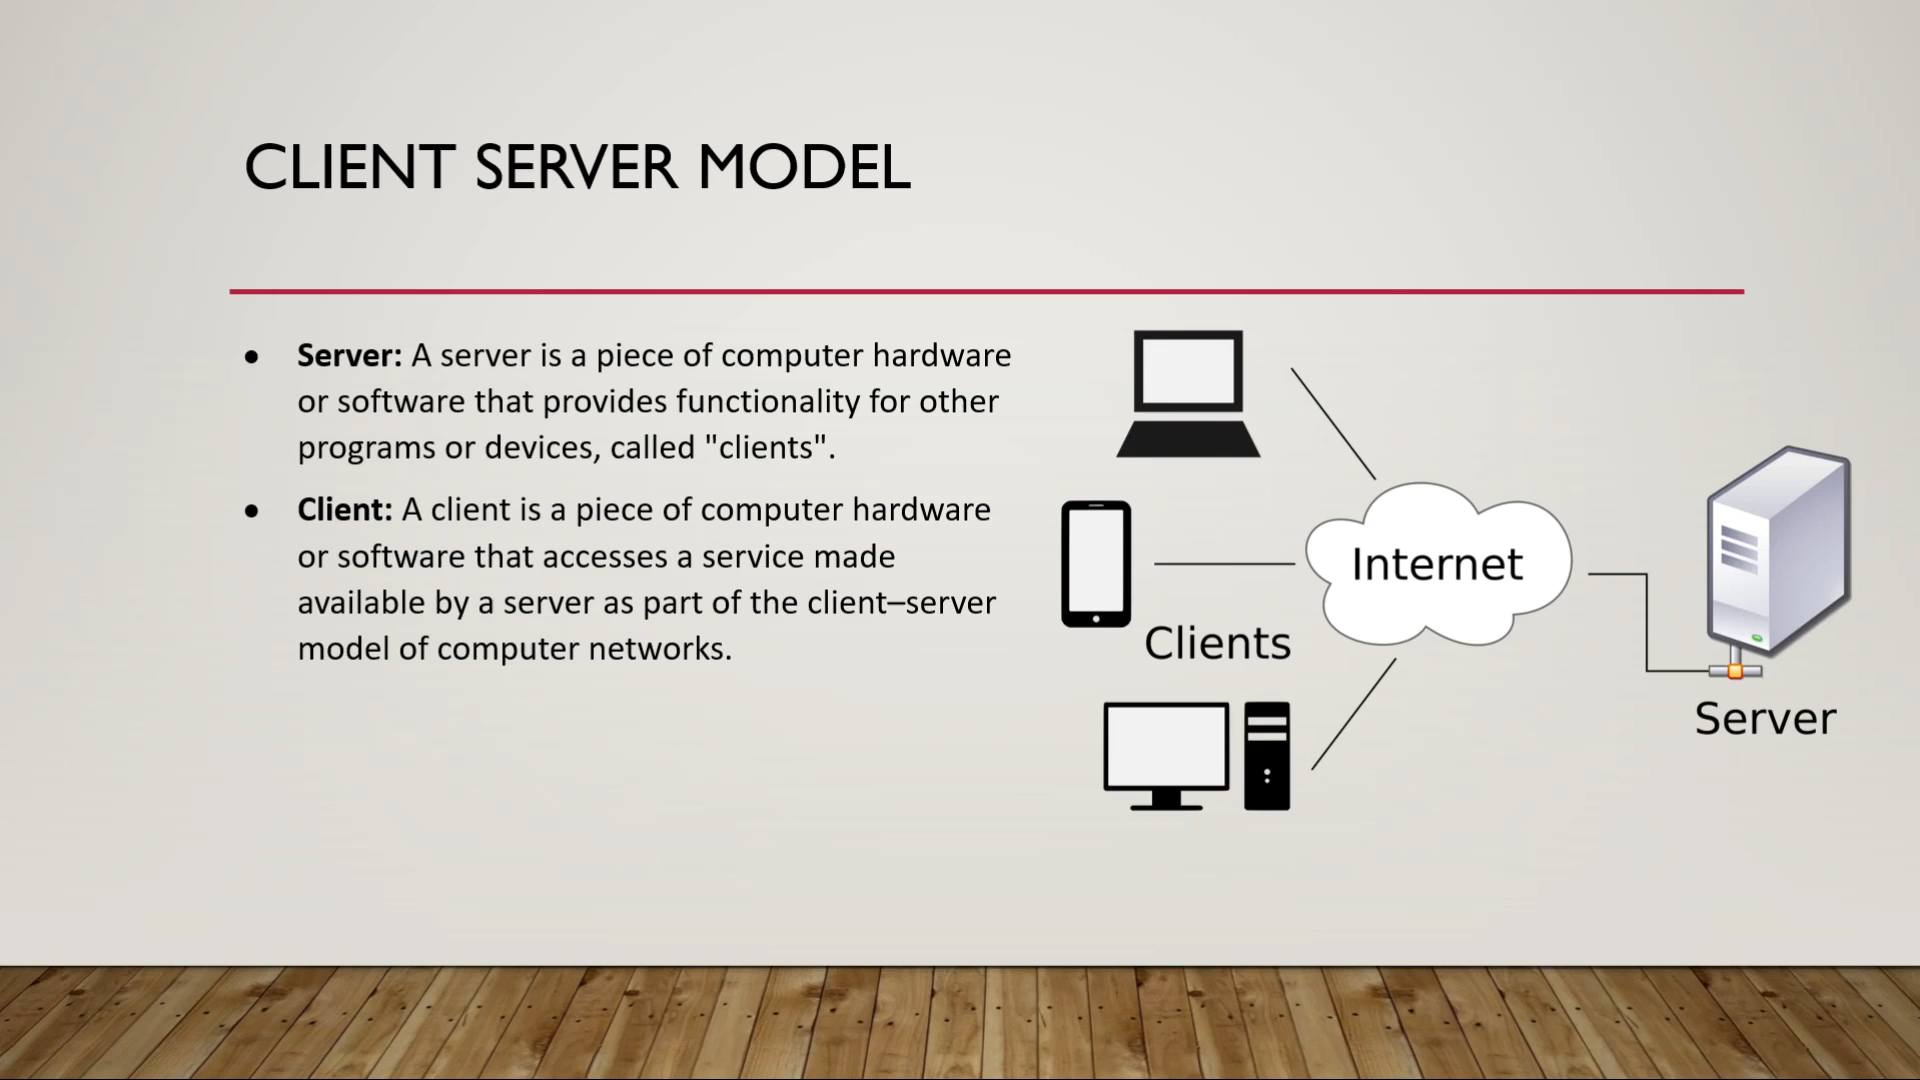 CLIENT SERVER MODEL
• Server: A server is a piece of computer hardware
or software that provides functionality for other
programs or devices, called "clients".
• Client: A client is a piece of computer hardware
or software that accesses a service made
available by a server as part of the client–server
model of computer networks.
Internet
Clients
Server